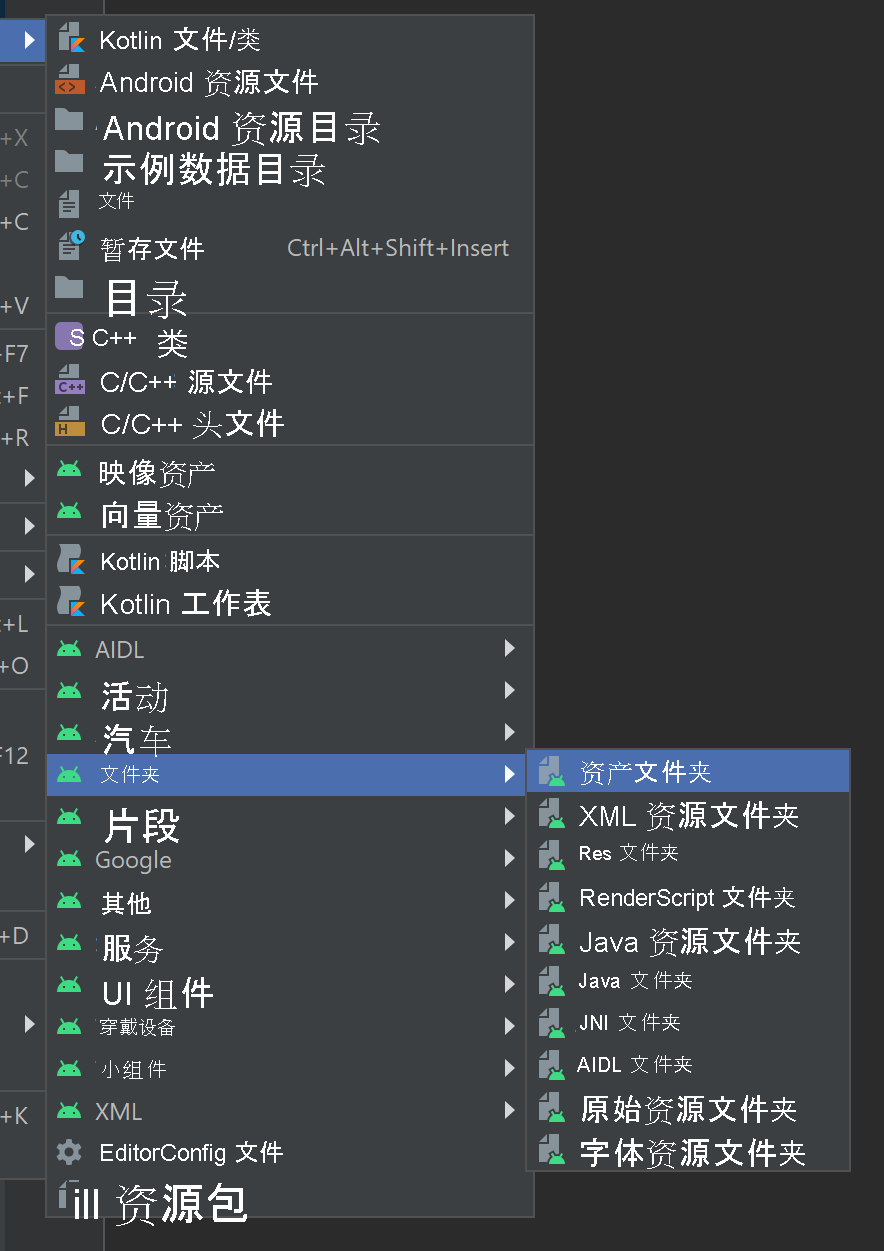 Kotlin 文件/类
Android 资源文件
+X
Android 资源目录
示例数据目录
+C
文件
+C
暂存文件 Ctrl+Alt+Shift+Insert
目录
+V
S C++ 类
+F7
C/C++ 源文件
C++
+F
C/C++ 头文件
H
+R
映像资产
向量资产
Kotlin 脚本
Kotlin 工作表
+L
AIDL
+O
活动
汽车
F12
文件夹
片段
Google
其他
+D
服务
UI 组件
穿戴设备
小组件
XML
+K
EditorConfig 文件
ill 资源包
资产文件夹
XML 资源文件夹
Res 文件夹
RenderScript 文件夹
Java 资源文件夹
Java 文件夹
JNI 文件夹
AIDL 文件夹
原始资源文件夹
字体资源文件夹